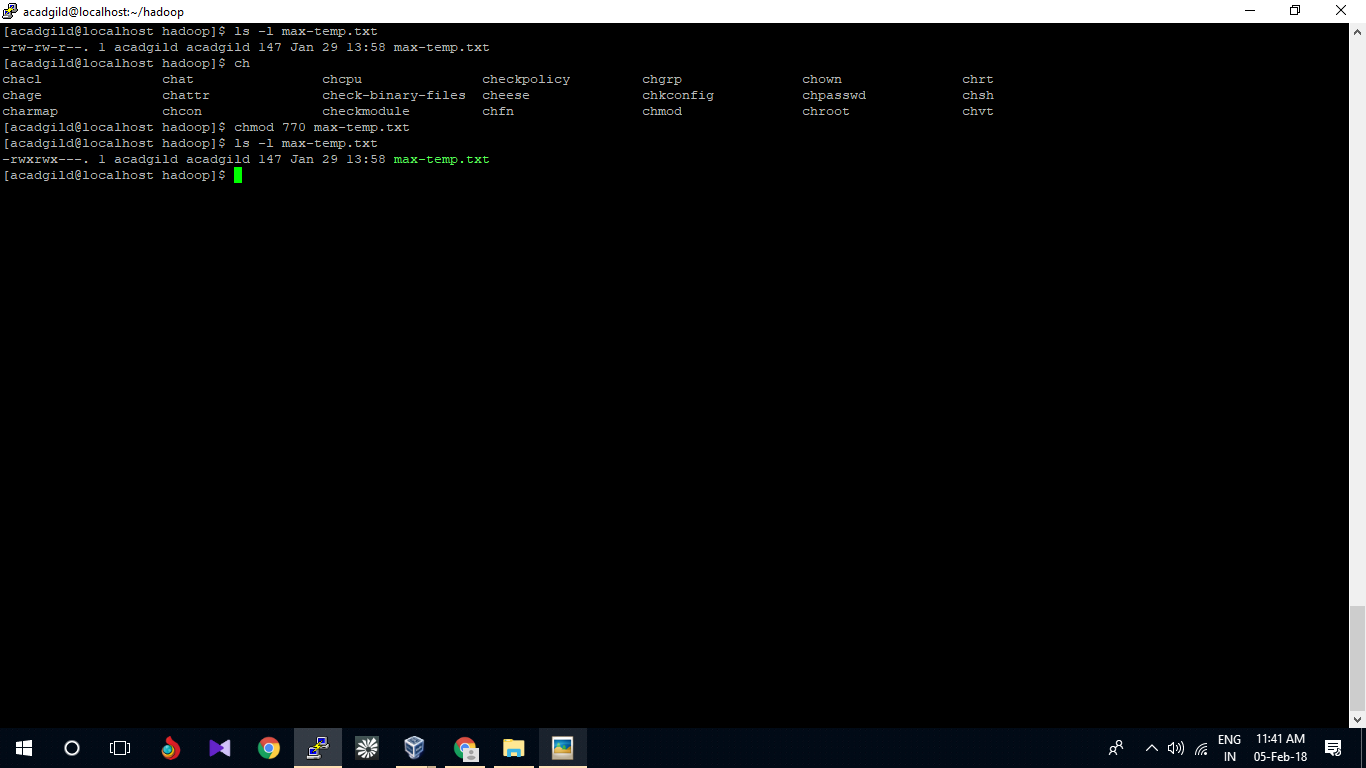 acadgild@localhost:~/hadoop
[acadgild@localhost hadoop]$ ls -l max-temp.txt
-rw-rw-r--. 1 acadgild acadgild 147 Jan 29 13:58 max-temp.txt
[acadgild@localhost hadoop]$ ch
chacl chat chcpu checkpolicy chgrp chown chrt
chage chattr check-binary-files cheese chkconfig chpasswd chsh
charmap chcon checkmodule chfn chmod chroot chvt
[acadgild@localhost hadoop]$ chmod 770 max-temp.txt
[acadgild@localhost hadoop]$ ls -l max-temp.txt
-rwxrwx---. 1 acadgild acadgild 147 Jan 29 13:58 max-temp.txt
[acadgild@localhost hadoop]$
ENG 11:41 AM
IN 05-Feb-18